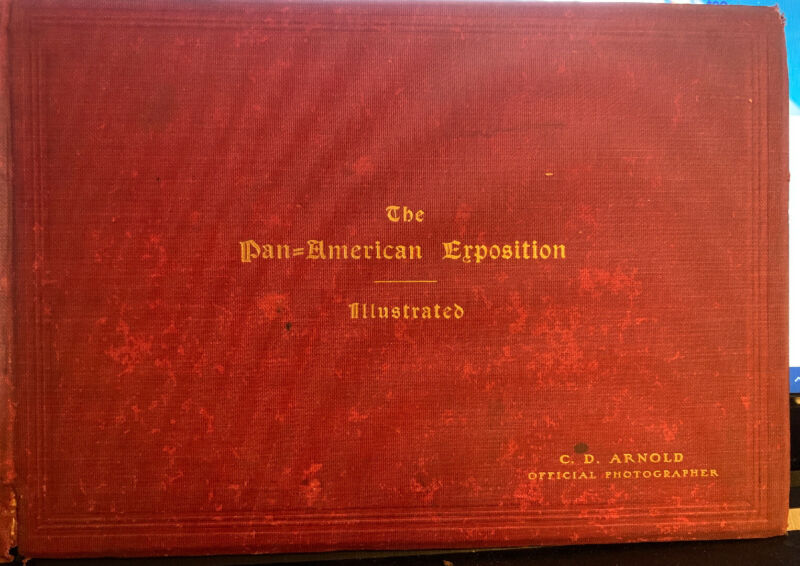 The
Pan=American Exposition
Illustrated
C. D. ARNOLD
OFFICIAL PHOTOGRAPHER